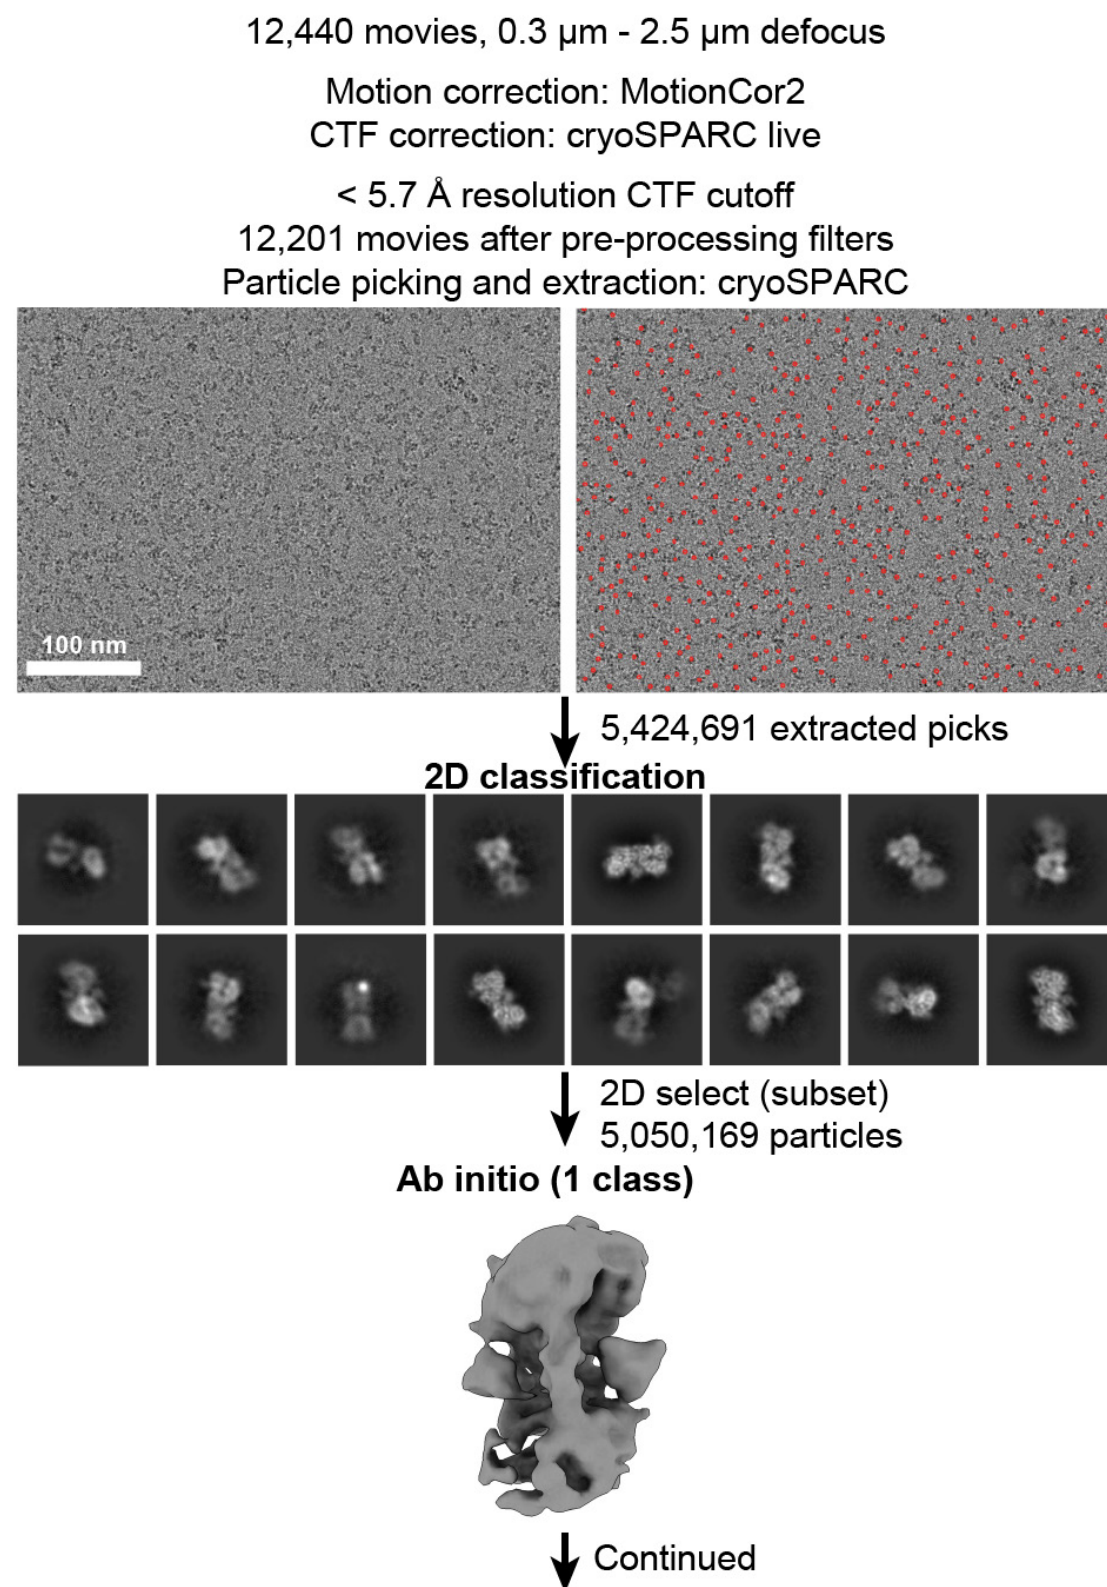 12,440 movies, 0.3 µm - 2.5 µm defocus
Motion correction: MotionCor2
CTF correction: cryoSPARC live
< 5.7 Å resolution CTF cutoff
12,201 movies after pre-processing filters
Particle picking and extraction: cryoSPARC
100 nm
5,424,691 extracted picks
2D classification
2D select (subset)
5,050,169 particles
Ab initio (1 class)
Continued